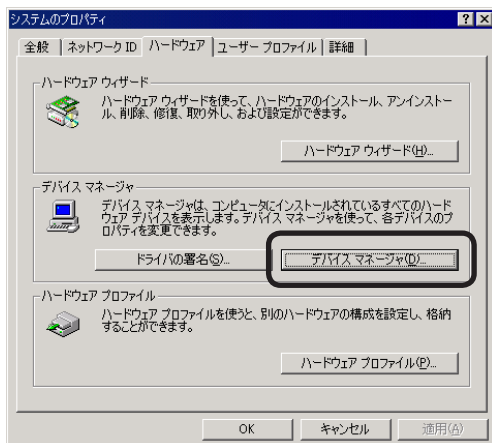 システムのプロパティ
全般 ネットワーク ID ハードウェア ユーザー プロファイル 詳細
ハードウェア ウィザード
ハードウェア ウィザードを使って、ハードウェアのインストール、アンインストー
ル、削除、修復、取り外し、および設定ができます。
ハードウェア ウィザード(H)...
デバイス マネージャ
デバイス マネージャは、コンピュータにインストールされているすべてのハード
ウェア デバイスを表示します。デバイス マネージャを使って、各デバイスのプ
ロパティを変更できます。
ドライバの署名(S)... デバイス マネージャ(D)...
ハードウェア プロファイル
ハードウェア プロファイルを使うと、別のハードウェアの構成を設定し、格納
することができます。
ハードウェア プロファイル(P)...
OK キャンセル 適用(A)